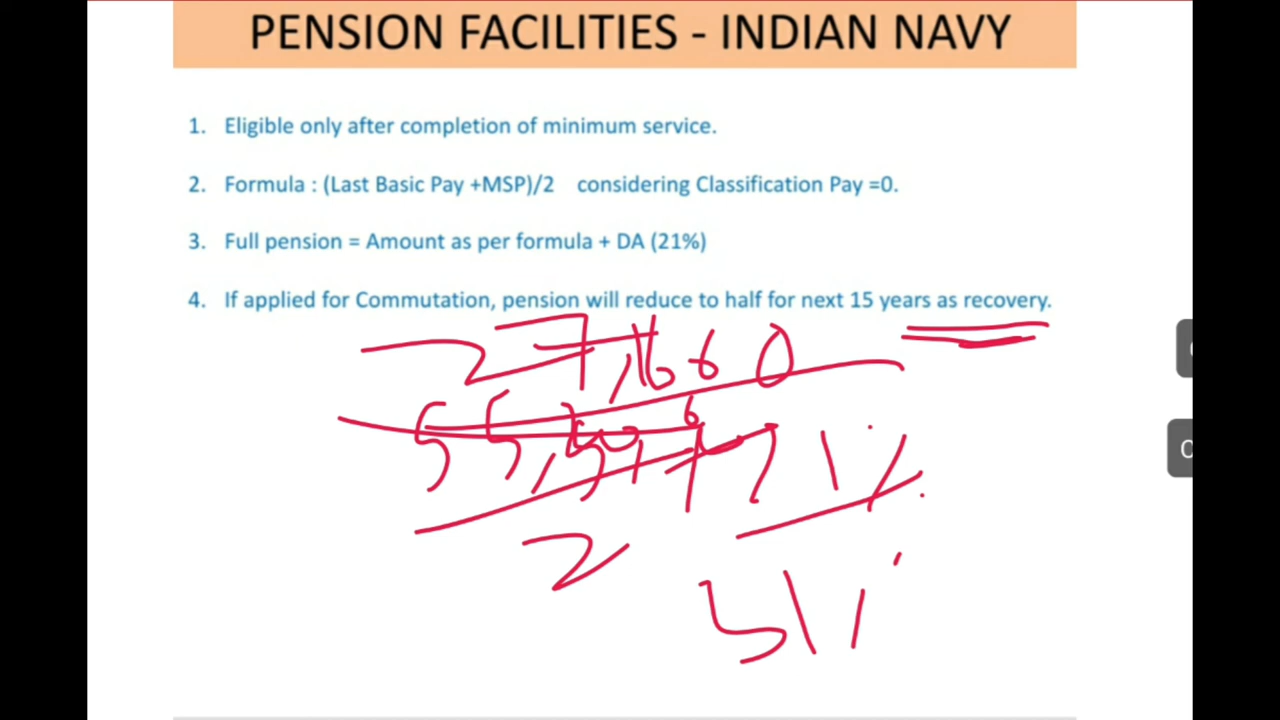 PENSION FACILITIES - INDIAN NAVY
1. Eligible only after completion of minimum service.
2. Formula : (Last Basic Pay +MSP)/2 considering Classification Pay =0.
3. Full pension = Amount as per formula + DA (21%)
4. If applied for Commutation, pension will reduce to half for next 15 years as recovery.
27,660
2